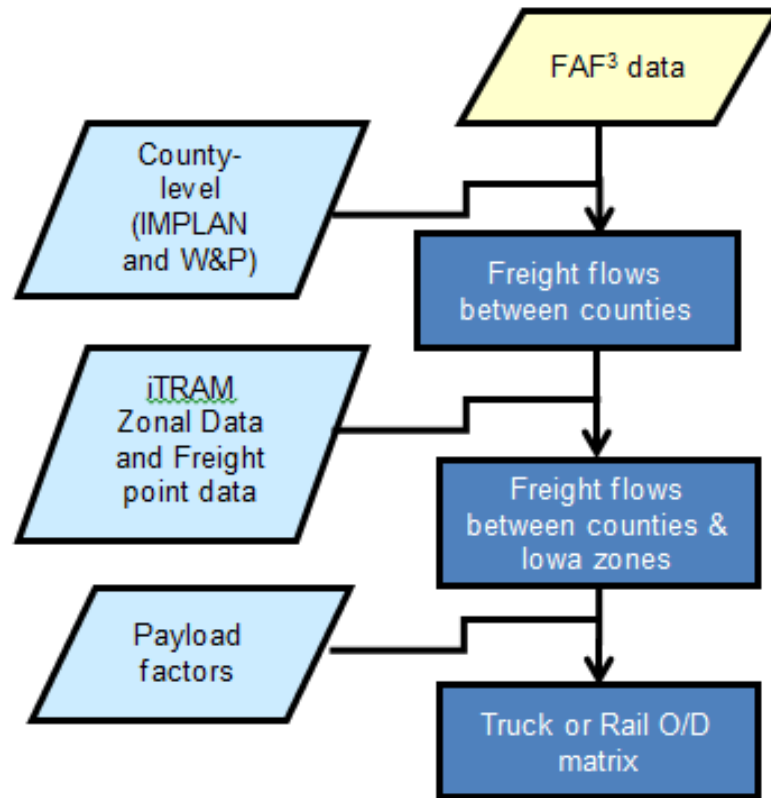 FAF³ data
County-
level
(IMPLAN
and W&P)
Freight flows
between counties
iTRAM
Zonal Data
and Freight
point data
Freight flows
between counties &
Iowa zones
Payload
factors
Truck or Rail O/D
matrix